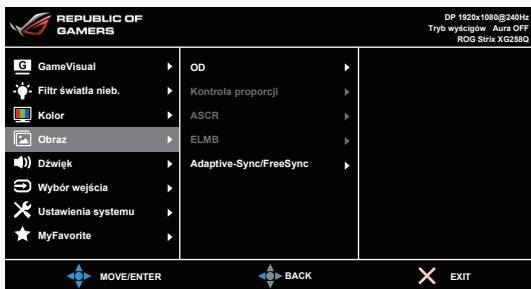 REPUBLIC OF
GAMERS
DP 1920x1080@240Hz
Tryb wyścigów Aura OFF
ROG Strix XG258Q
G GameVisual
Filtr światła nieb.
Kolor
Obraz
Dźwięk
Wybór wejścia
Ustawienia systemu
MyFavorite
OD
Kontrola proporcji
ASCR
ELMB
Adaptive-Sync/FreeSync
MOVE/ENTER
BACK
EXIT